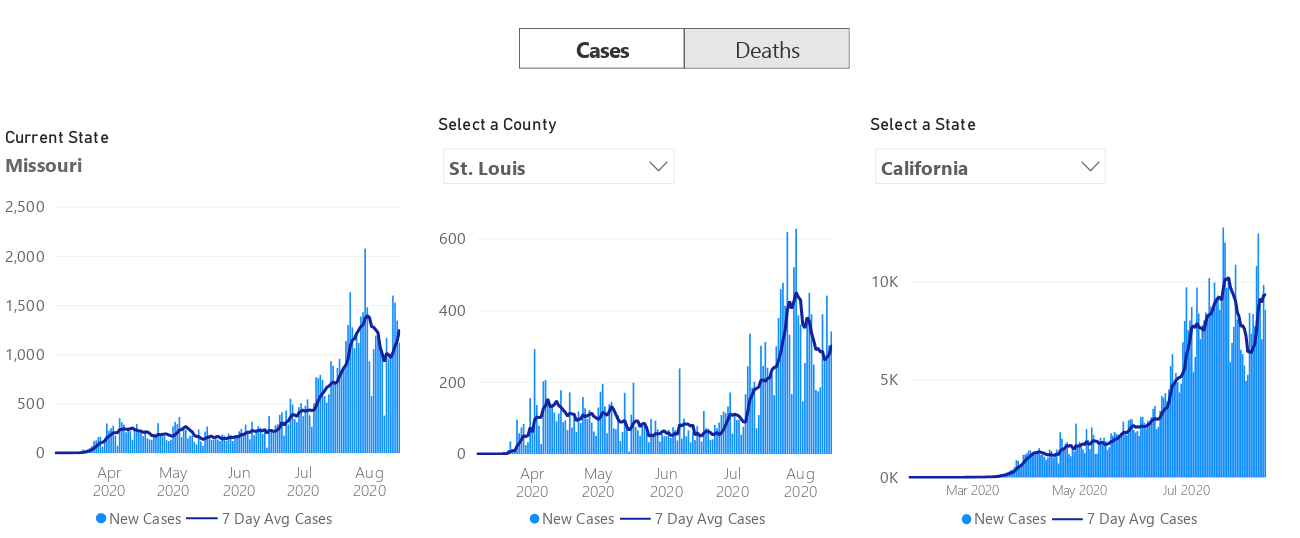 Cases Deaths
Current State
Missouri
2,500
2,000
1,500
1,000
500
0
Apr 2020 May 2020 Jun 2020 Jul 2020 Aug 2020
New Cases 7 Day Avg Cases
Select a County
St. Louis
600
400
200
0
Apr 2020 May 2020 Jun 2020 Jul 2020 Aug 2020
New Cases 7 Day Avg Cases
Select a State
California
10K
5K
0K
Mar 2020 May 2020 Jul 2020
New Cases 7 Day Avg Cases